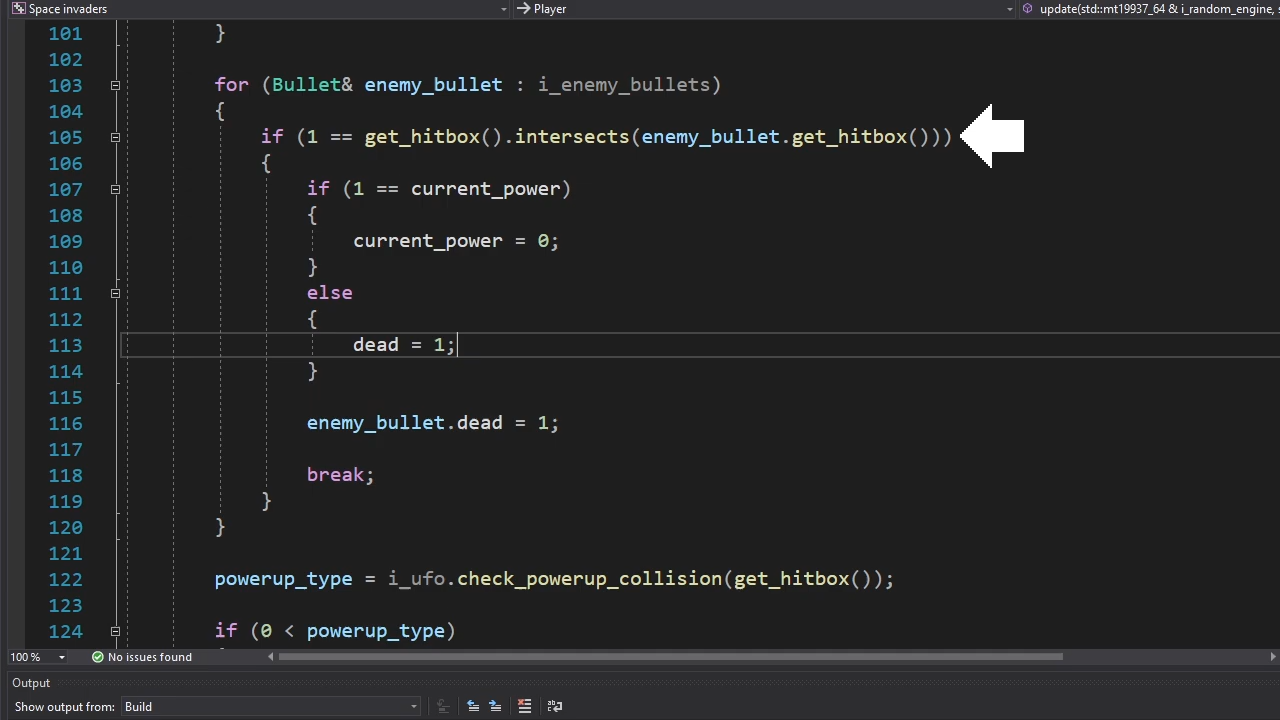 Space invaders Player update(std::mt19937_64 & i_random_engine, s
101 }
102
103 for (Bullet& enemy_bullet : i_enemy_bullets)
104 {
105 if (1 == get_hitbox().intersects(enemy_bullet.get_hitbox()))
106 {
107 if (1 == current_power)
108 {
109 current_power = 0;
110 }
111 else
112 {
113 dead = 1;
114 }
115
116 enemy_bullet.dead = 1;
117
118 break;
119 }
120 }
121
122 powerup_type = i_ufo.check_powerup_collision(get_hitbox());
123
124 if (0 < powerup_type)
100 % No issues found
Output
Show output from: Build